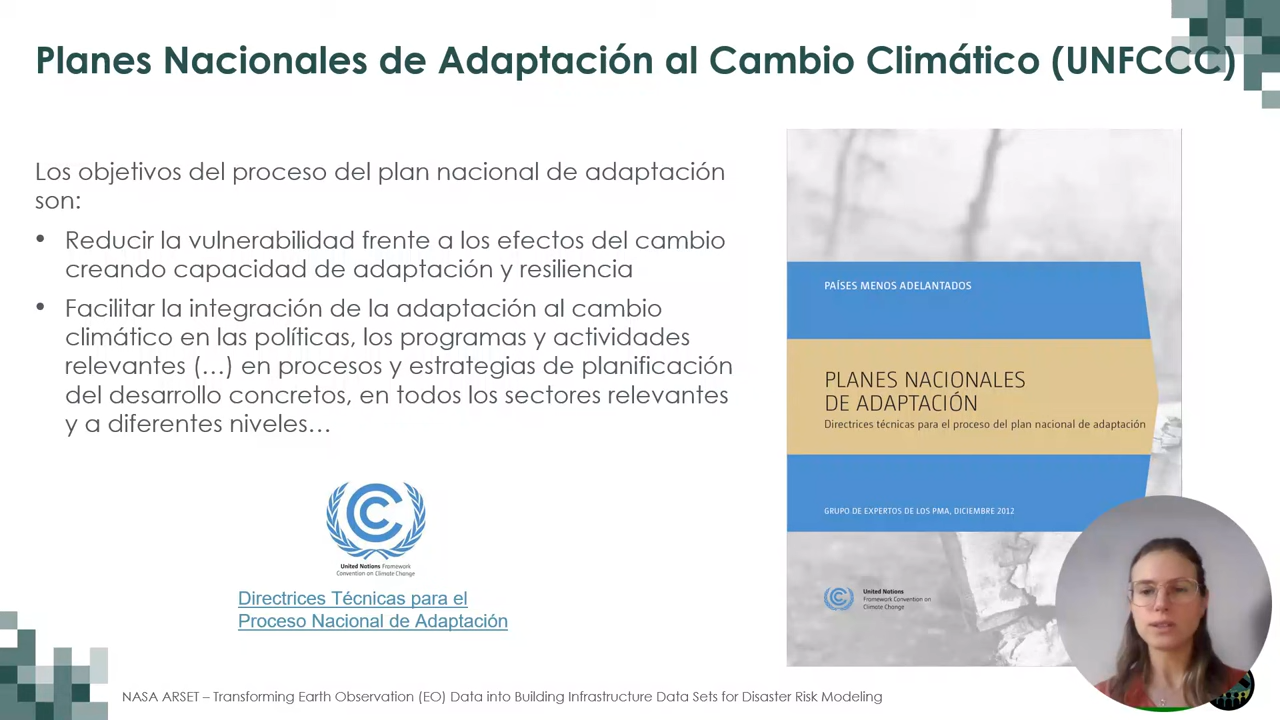 Planes Nacionales de Adaptación al Cambio Climático (UNFCCC)
Los objetivos del proceso del plan nacional de adaptación
son:
• Reducir la vulnerabilidad frente a los efectos del cambio
creando capacidad de adaptación y resiliencia
• Facilitar la integración de la adaptación al cambio
climático en las políticas, los programas y actividades
relevantes (…) en procesos y estrategias de planificación
del desarrollo concretos, en todos los sectores relevantes
y a diferentes niveles…
United Nations Framework
Convention on Climate Change
Directrices Técnicas para el
Proceso Nacional de Adaptación
PAÍSES MENOS ADELANTADOS
PLANES NACIONALES
DE ADAPTACIÓN
Directrices técnicas para el proceso del plan nacional de adaptación
GRUPO DE EXPERTOS DE LOS PMA, DICIEMBRE 2012
United Nations
Framework Convention on
Climate Change
NASA ARSET – Transforming Earth Observation (EO) Data into Building Infrastructure Data Sets for Disaster Risk Modeling